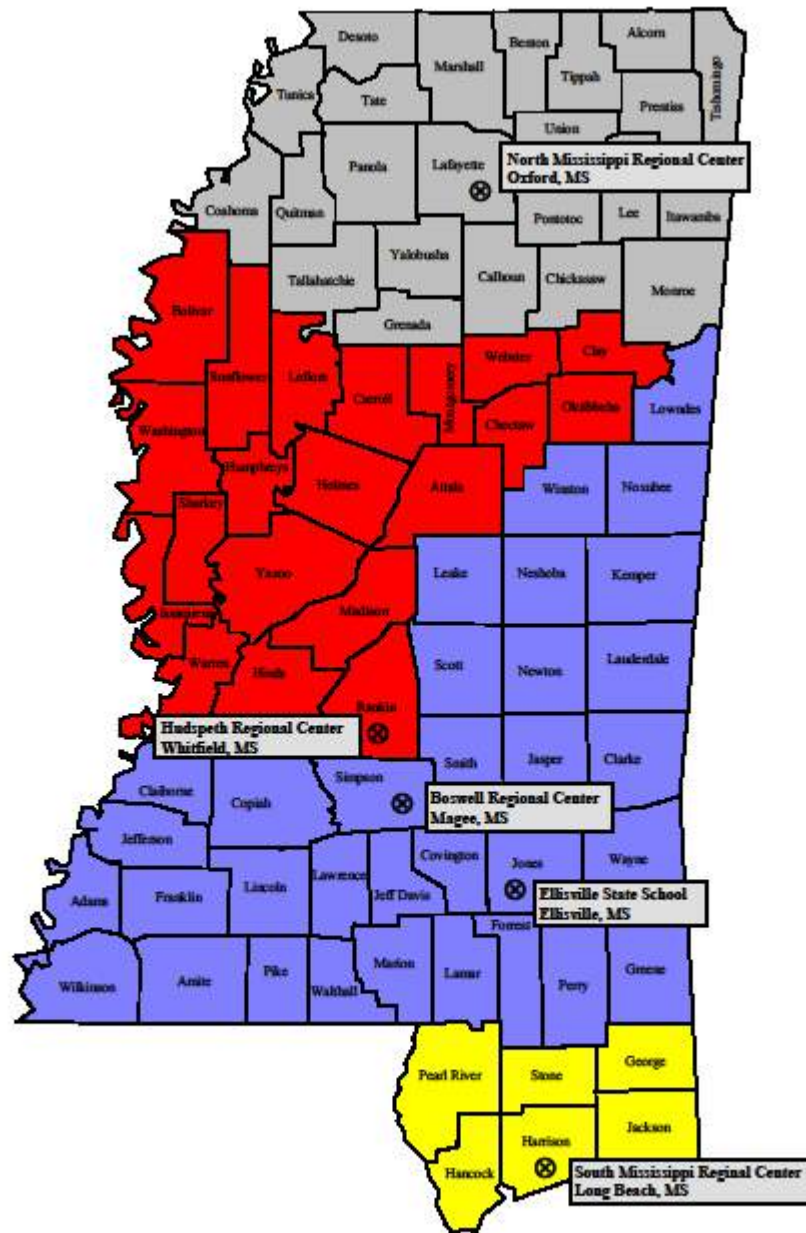 Desoto
Marshall
Benton
Alcorn
Tippah
Tishomingo
Tunica
Tate
Prentiss
Union
Panola
Lafayette
North Mississippi Regional Center
Oxford, MS
Coahoma
Quitman
Pontotoc
Lee
Itawamba
Yalobusha
Tallahatchie
Calhoun
Chickasaw
Monroe
Grenada
Bolivar
Sunflower
Leflore
Carroll
Montgomery
Webster
Clay
Choctaw
Oktibbeha
Lowndes
Washington
Humphreys
Holmes
Attala
Winston
Noxubee
Sharkey
Yazoo
Leake
Neshoba
Kemper
Issaquena
Madison
Warren
Hinds
Rankin
Scott
Newton
Lauderdale
Hudspeth Regional Center
Whitfield, MS
Smith
Jasper
Clarke
Claiborne
Copiah
Simpson
Boswell Regional Center
Magee, MS
Jefferson
Covington
Jones
Wayne
Adams
Franklin
Lincoln
Lawrence
Jeff Davis
Ellisville State School
Ellisville, MS
Forrest
Wilkinson
Amite
Pike
Walthall
Marion
Lamar
Perry
Greene
Pearl River
Stone
George
Harrison
Jackson
Hancock
South Mississippi Reginal Center
Long Beach, MS